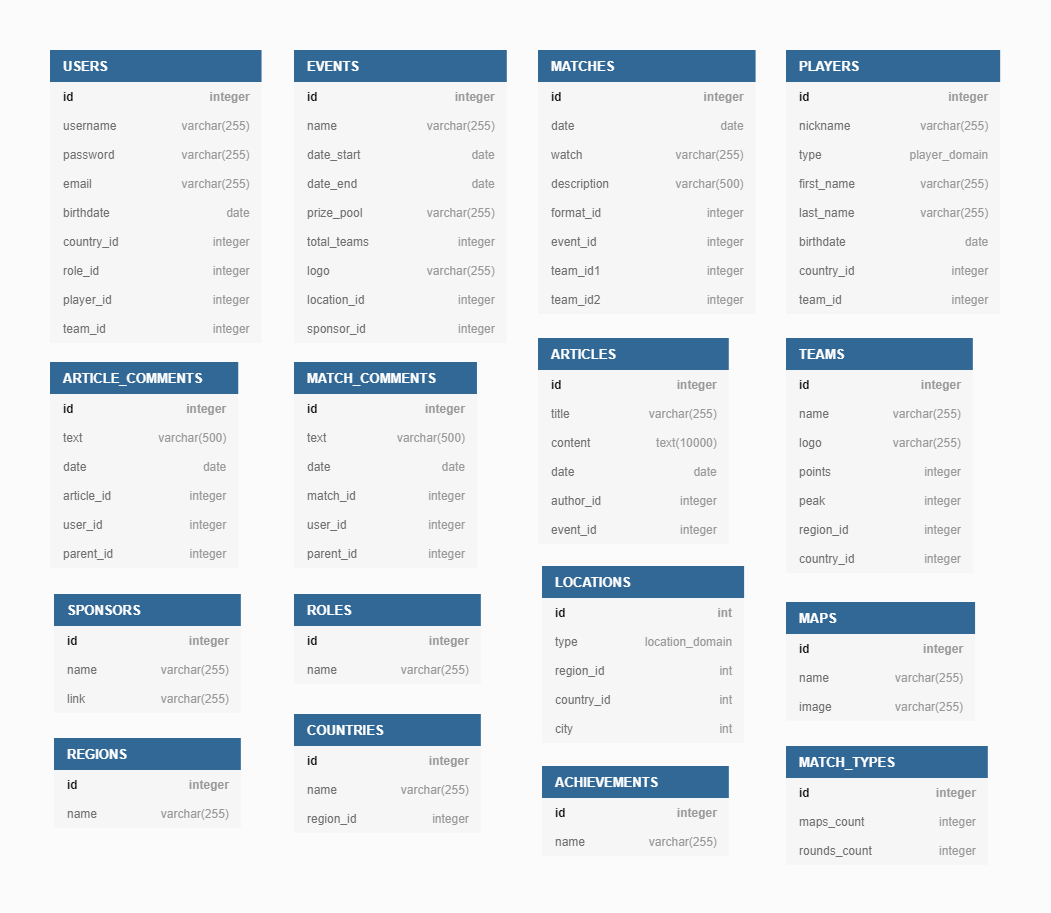 USERS
id integer
username varchar(255)
password varchar(255)
email varchar(255)
birthdate date
country_id integer
role_id integer
player_id integer
team_id integer
EVENTS
id integer
name varchar(255)
date_start date
date_end date
prize_pool varchar(255)
total_teams integer
logo varchar(255)
location_id integer
sponsor_id integer
MATCHES
id integer
date date
watch varchar(255)
description varchar(500)
format_id integer
event_id integer
team_id1 integer
team_id2 integer
PLAYERS
id integer
nickname varchar(255)
type player_domain
first_name varchar(255)
last_name varchar(255)
birthdate date
country_id integer
team_id integer
ARTICLE_COMMENTS
id integer
text varchar(500)
date date
article_id integer
user_id integer
parent_id integer
MATCH_COMMENTS
id integer
text varchar(500)
date date
match_id integer
user_id integer
parent_id integer
ARTICLES
id integer
title varchar(255)
content text(10000)
date date
author_id integer
event_id integer
TEAMS
id integer
name varchar(255)
logo varchar(255)
points integer
peak integer
region_id integer
country_id integer
SPONSORS
id integer
name varchar(255)
link varchar(255)
ROLES
id integer
name varchar(255)
LOCATIONS
id int
type location_domain
region_id int
country_id int
city int
MAPS
id integer
name varchar(255)
image varchar(255)
REGIONS
id integer
name varchar(255)
COUNTRIES
id integer
name varchar(255)
region_id integer
ACHIEVEMENTS
id integer
name varchar(255)
MATCH_TYPES
id integer
maps_count integer
rounds_count integer